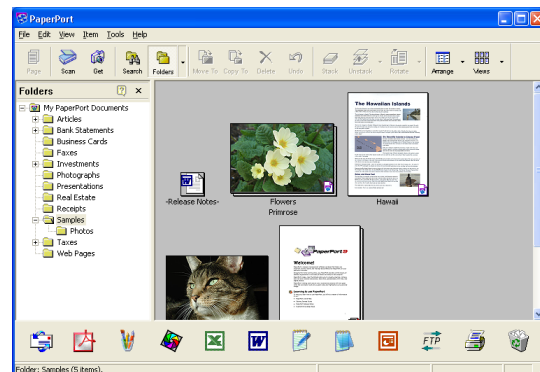 PaperPort
File Edit View Item Tools Help
Page Scan Get Search Folders Move To Copy To Delete Undo Stack Unstack Rotate Arrange Views
Folders
My PaperPort Documents
Articles
Bank Statements
Business Cards
Faxes
Investments
Photographs
Presentations
Real Estate
Receipts
Samples
Photos
Taxes
Web Pages
The Hawaiian Islands
-Release Notes-
Flowers
Primrose
Hawaii
PaperPort 9
Welcome!
FTP
Folder: Samples (5 items).